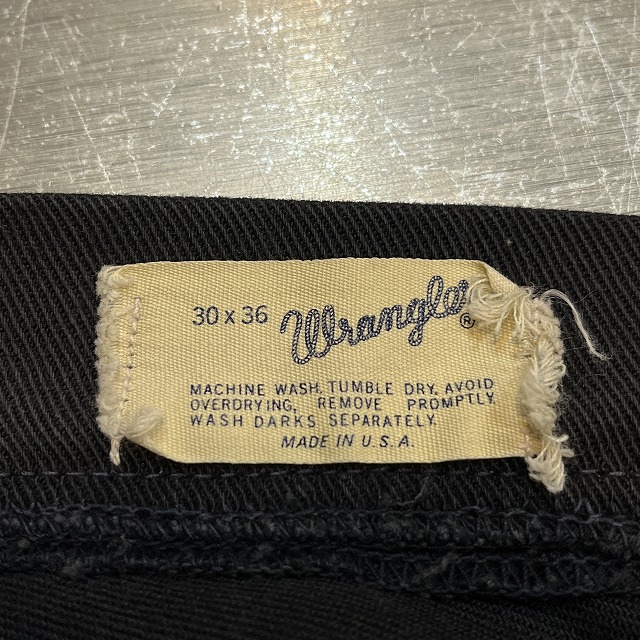 30 x 36 Wrangler®
MACHINE WASH, TUMBLE DRY, AVOID
OVERDRYING, REMOVE PROMPTLY,
WASH DARKS SEPARATELY.
MADE IN U.S.A.